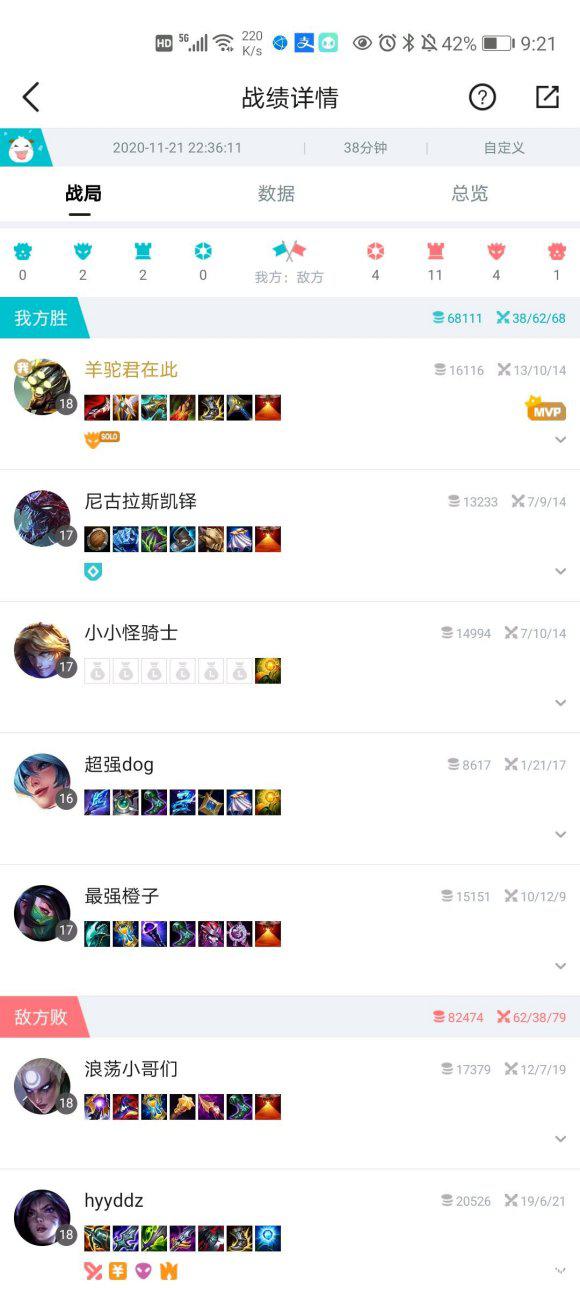 HD 5G 220 K/s 支 42% 9:21
战绩详情
2020-11-21 22:36:11 38分钟 自定义
战局 数据 总览
0 2 2 0 我方：敌方 4 11 4 1
我方胜 68111 38/62/68
我 羊驼君在此 16116 13/10/14
18 MVP
SOLO
尼古拉斯凯铎 13233 7/9/14
17
小小怪骑士 14994 7/10/14
17
超强dog 8617 1/21/17
16
最强橙子 15151 10/12/9
17
敌方败 82474 62/38/79
浪荡小哥们 17379 12/7/19
18
hyyddz 20526 19/6/21
18